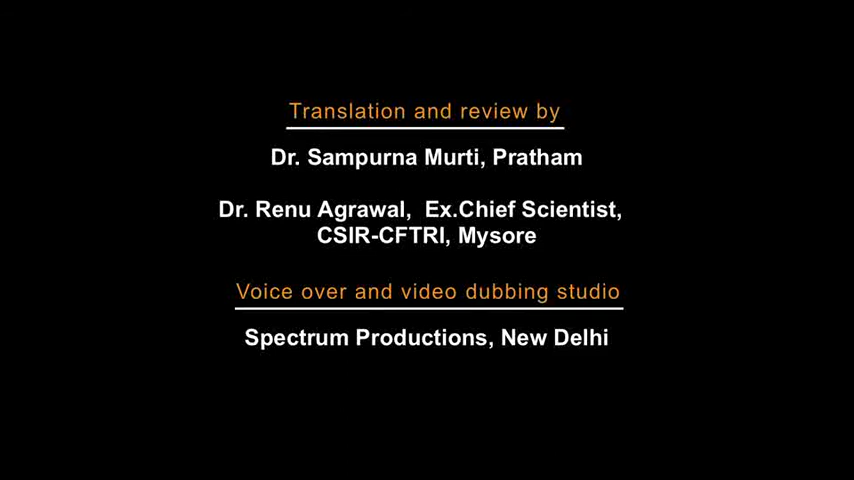 Translation and review by
Dr. Sampurna Murti, Pratham
Dr. Renu Agrawal,  Ex.Chief Scientist,
CSIR-CFTRI, Mysore
Voice over and video dubbing studio
Spectrum Productions, New Delhi